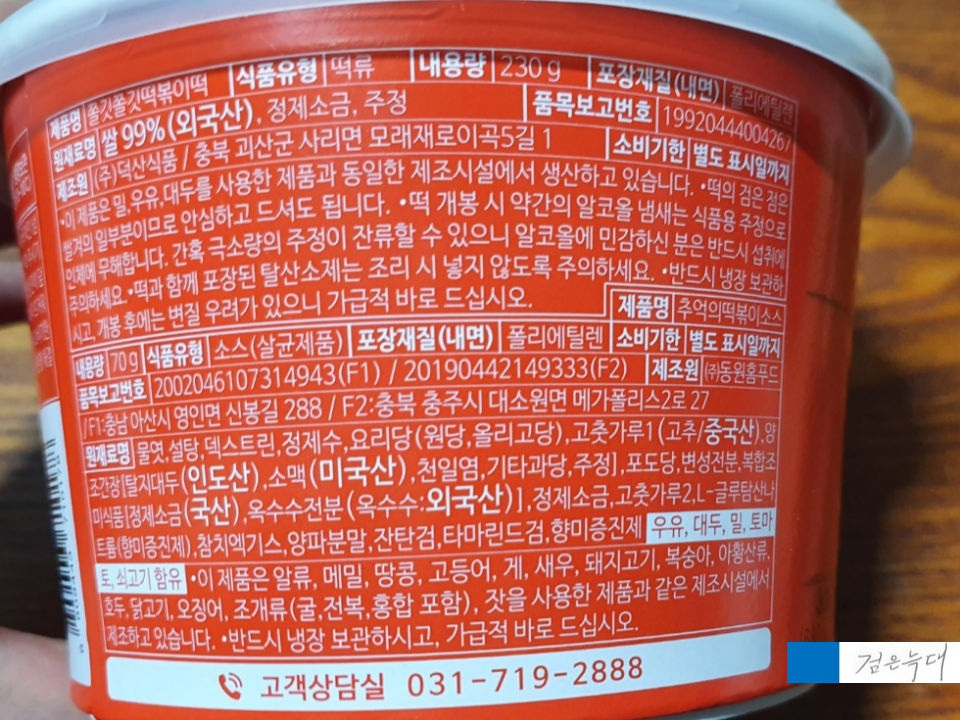 제품명 쫄깃쫄깃떡볶이떡 식품유형 떡류 내용량 230 g 포장재질(내면) 폴리에틸렌
원재료명 쌀 99%(외국산), 정제소금, 주정 품목보고번호 19920444004267
제조원 (주)덕산식품 / 충북 괴산군 사리면 모래재로이곡5길 1 소비기한 별도 표시일까지
•이 제품은 밀,우유,대두를 사용한 제품과 동일한 제조시설에서 생산하고 있습니다. •떡의 검은 점은
쌀겨의 일부분이므로 안심하고 드셔도 됩니다. •떡 개봉 시 약간의 알코올 냄새는 식품용 주정으로
인체에 무해합니다. 간혹 극소량의 주정이 잔류할 수 있으니 알코올에 민감하신 분은 반드시 섭취에
주의하세요. •떡과 함께 포장된 탈산소제는 조리 시 넣지 않도록 주의하세요. •반드시 냉장 보관하
시고, 개봉 후에는 변질 우려가 있으니 가급적 바로 드십시오.
제품명 추억의떡볶이소스
내용량 70 g 식품유형 소스(살균제품) 포장재질(내면) 폴리에틸렌 소비기한 별도 표시일까지
품목보고번호 2002046107314943(F1) / 20190442149333(F2) 제조원 (주)동원홈푸드
/ F1:충남 아산시 영인면 신봉길 288 / F2:충북 충주시 대소원면 메가폴리스2로 27
원재료명 물엿,설탕,덱스트린,정제수,요리당(원당,올리고당),고춧가루1(고추/중국산),양
조간장[탈지대두(인도산),소맥(미국산),천일염,기타과당,주정],포도당,변성전분,복합조
미식품[정제소금(국산),옥수수전분(옥수수:외국산)],정제소금,고춧가루2,L-글루탐산나
트륨(향미증진제),참치엑기스,양파분말,잔탄검,타마린드검,향미증진제 우유, 대두, 밀, 토마
토, 쇠고기 함유 •이 제품은 알류, 메밀, 땅콩, 고등어, 게, 새우, 돼지고기, 복숭아, 아황산류,
호두, 닭고기, 오징어, 조개류(굴,전복,홍합 포함), 잣을 사용한 제품과 같은 제조시설에서
제조하고 있습니다. •반드시 냉장 보관하시고, 가급적 바로 드십시오.
고객상담실 031-719-2888
검은늑대